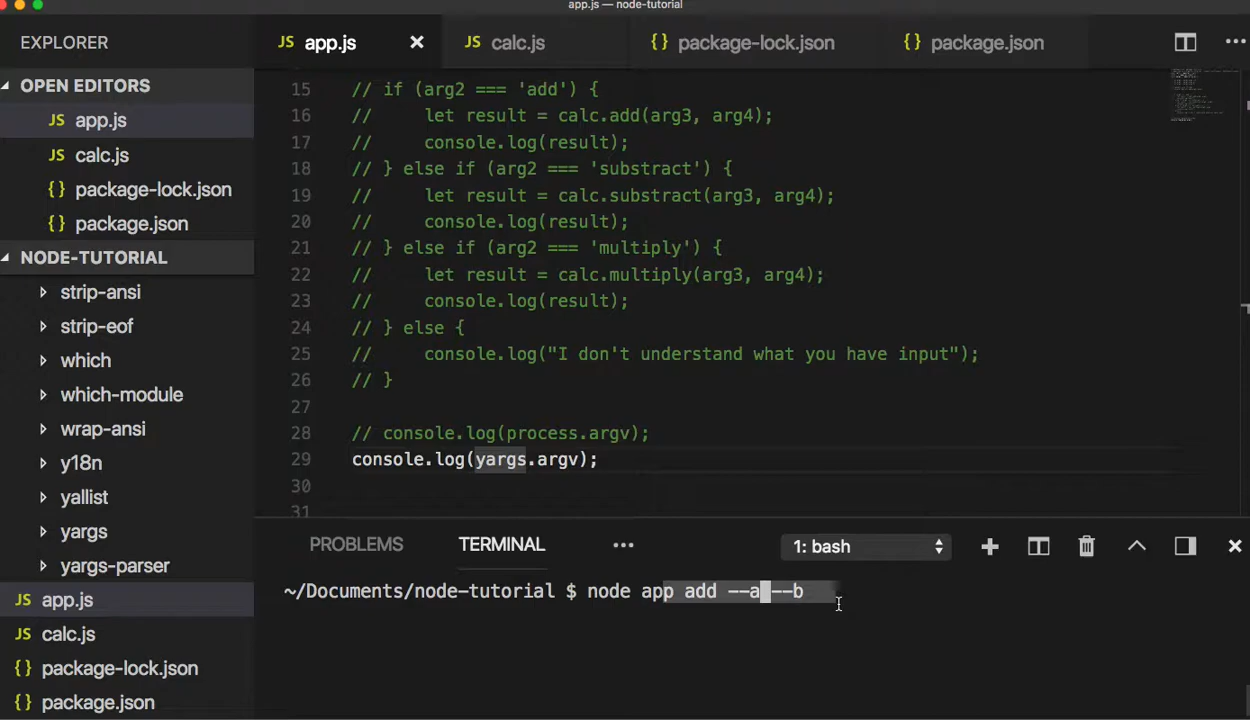 app.js — node-tutorial
EXPLORER
OPEN EDITORS
JS app.js
JS calc.js
{} package-lock.json
{} package.json
NODE-TUTORIAL
strip-ansi
strip-eof
which
which-module
wrap-ansi
y18n
yallist
yargs
yargs-parser
JS app.js
JS calc.js
{} package-lock.json
{} package.json
JS app.js
JS calc.js
{} package-lock.json
{} package.json
15 // if (arg2 === 'add') {
16 // let result = calc.add(arg3, arg4);
17 // console.log(result);
18 // } else if (arg2 === 'substract') {
19 // let result = calc.substract(arg3, arg4);
20 // console.log(result);
21 // } else if (arg2 === 'multiply') {
22 // let result = calc.multiply(arg3, arg4);
23 // console.log(result);
24 // } else {
25 // console.log("I don't understand what you have input");
26 // }
27
28 // console.log(process.argv);
29 console.log(yargs.argv);
30
31
PROBLEMS TERMINAL 1: bash
~/Documents/node-tutorial $ node app add --a --b